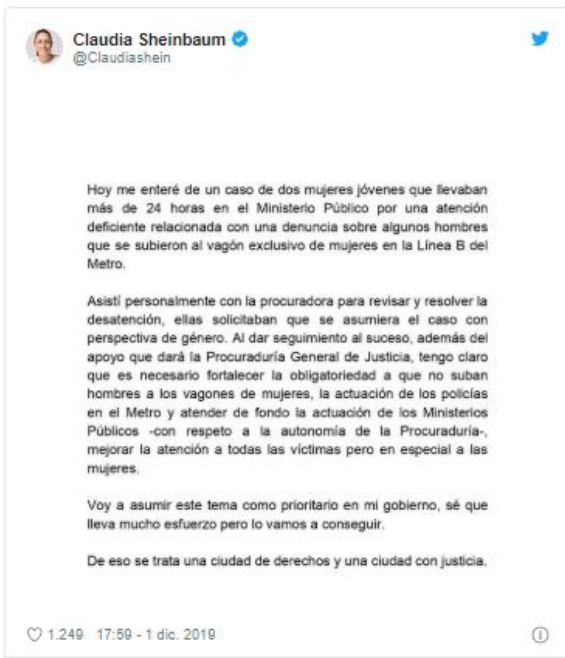 Claudia Sheinbaum
@Claudiashein
Hoy me enteré de un caso de dos mujeres jóvenes que llevaban
más de 24 horas en el Ministerio Público por una atención
deficiente relacionada con una denuncia sobre algunos hombres
que se subieron al vagón exclusivo de mujeres en la Línea B del
Metro.
Asistí personalmente con la procuradora para revisar y resolver la
desatención, ellas solicitaban que se asumiera el caso con
perspectiva de género. Al dar seguimiento al suceso, además del
apoyo que dará la Procuraduría General de Justicia, tengo claro
que es necesario fortalecer la obligatoriedad a que no suban
hombres a los vagones de mujeres, la actuación de los policías
en el Metro y atender de fondo la actuación de los Ministerios
Públicos -con respeto a la autonomía de la Procuraduría-,
mejorar la atención a todas las víctimas pero en especial a las
mujeres.
Voy a asumir este tema como prioritario en mi gobierno, sé que
lleva mucho esfuerzo pero lo vamos a conseguir.
De eso se trata una ciudad de derechos y una ciudad con justicia.
1.249 17:59 - 1 dic. 2019